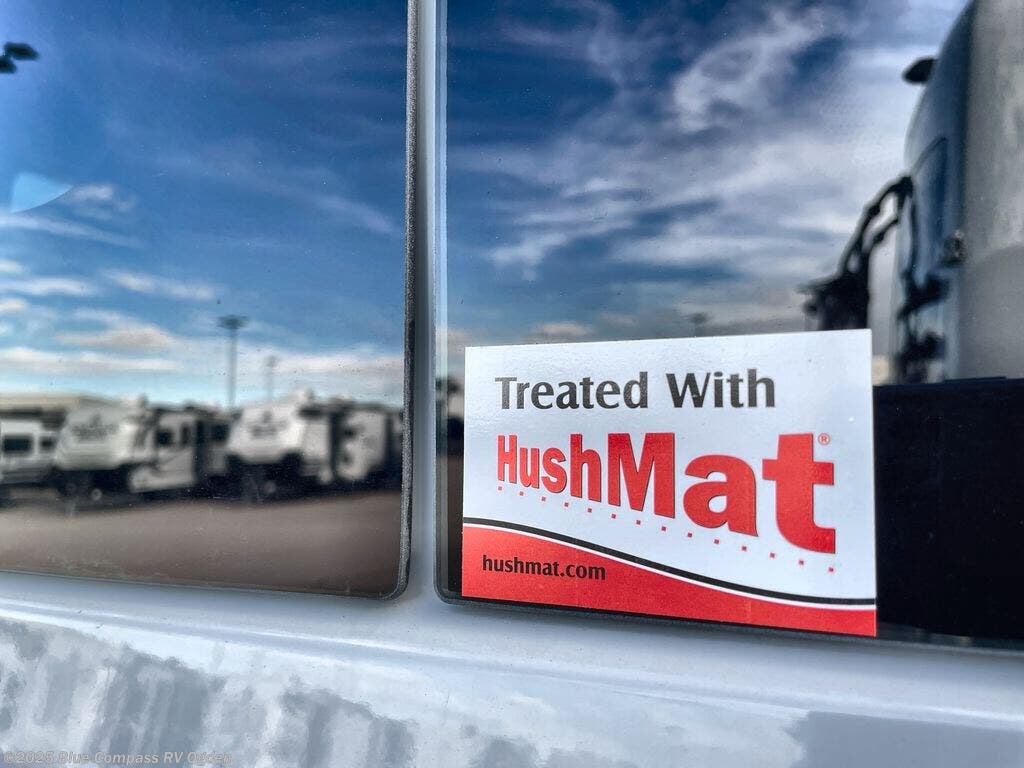 Treated With
HushMat®
hushmat.com
©2025 Blue Compass RV Ogden